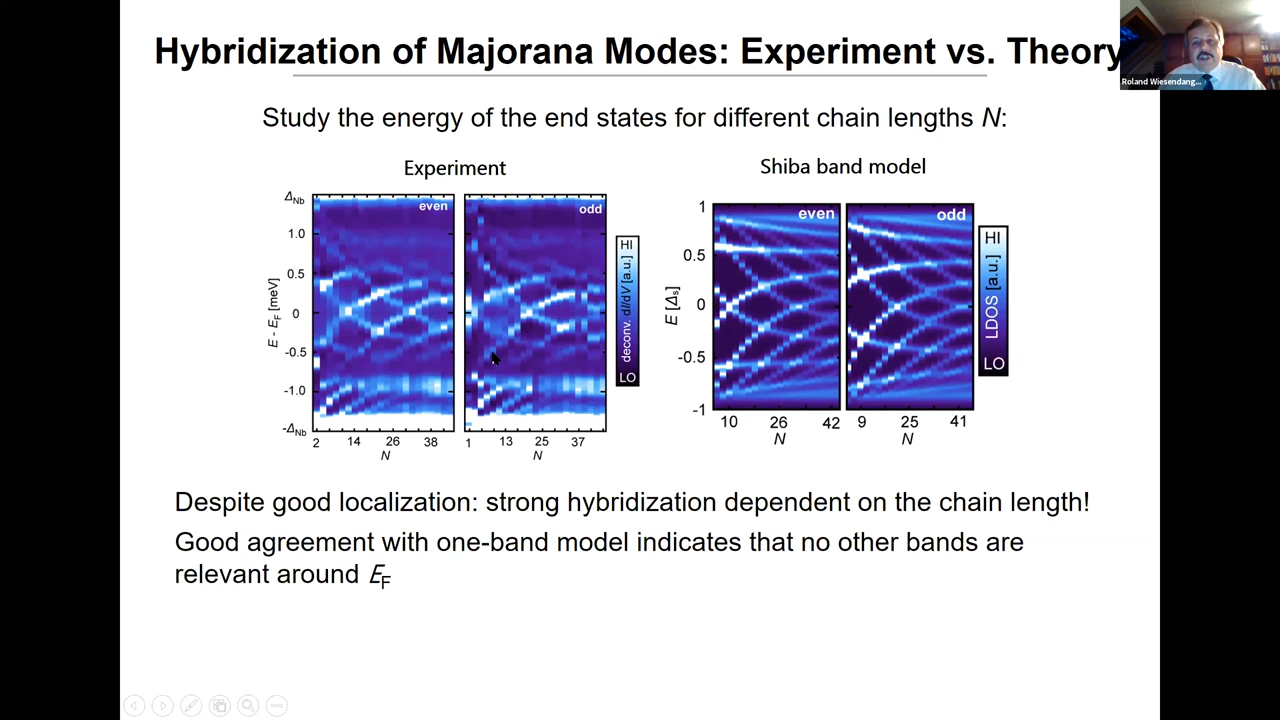 Hybridization of Majorana Modes: Experiment vs. Theory
Roland Wiesendang...
Study the energy of the end states for different chain lengths N:
Experiment
Shiba band model
ΔNb
1.0
0.5
0
-0.5
-1.0
-ΔNb
E - EF [meV]
even
odd
2 14 26 38
N
1 13 25 37
N
HI
deconv. dI/dV [a.u.]
LO
1
0.5
0
-0.5
-1
E [Δs]
even
odd
10 26 42
N
9 25 41
N
HI
LDOS [a.u.]
LO
Despite good localization: strong hybridization dependent on the chain length!
Good agreement with one-band model indicates that no other bands are
relevant around EF